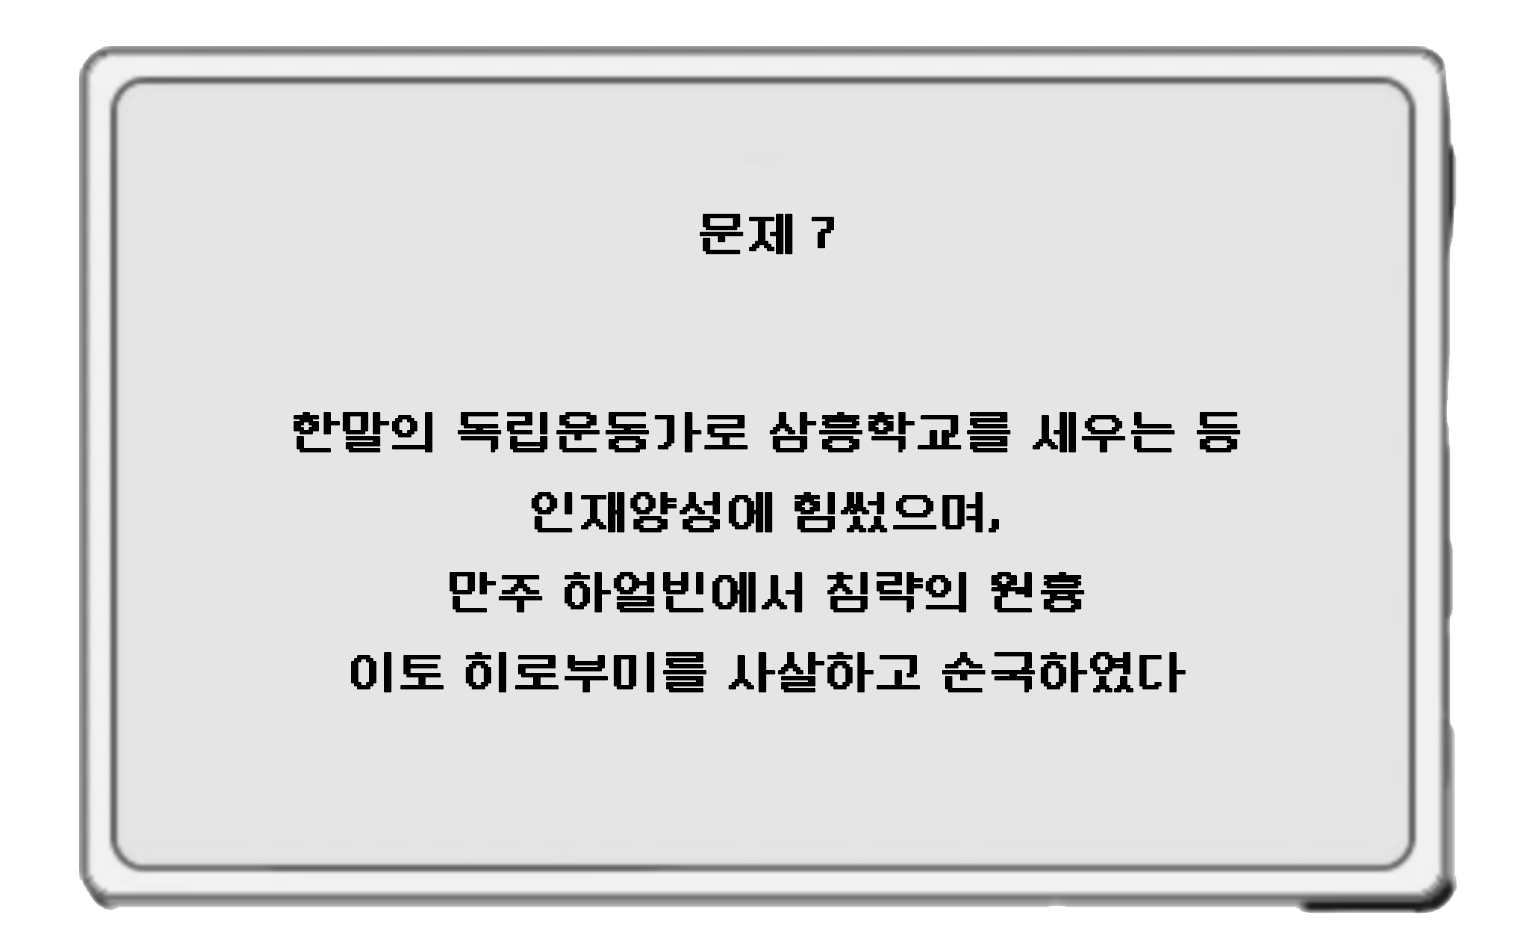 문제 7
한말의 독립운동가로 삼흥학교를 세우는 등
인재양성에 힘썼으며,
만주 하얼빈에서 침략의 원흉
이토 히로부미를 사살하고 순국하였다